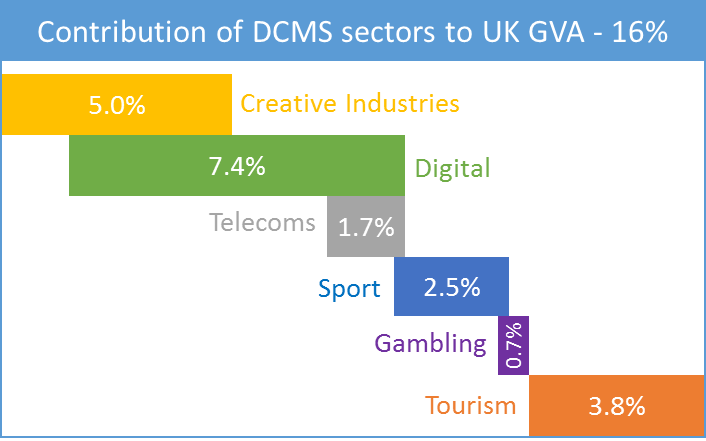 Contribution of DCMS sectors to UK GVA - 16%
5.0% Creative Industries
7.4% Digital
Telecoms 1.7%
Sport 2.5%
Gambling 0.7%
Tourism 3.8%